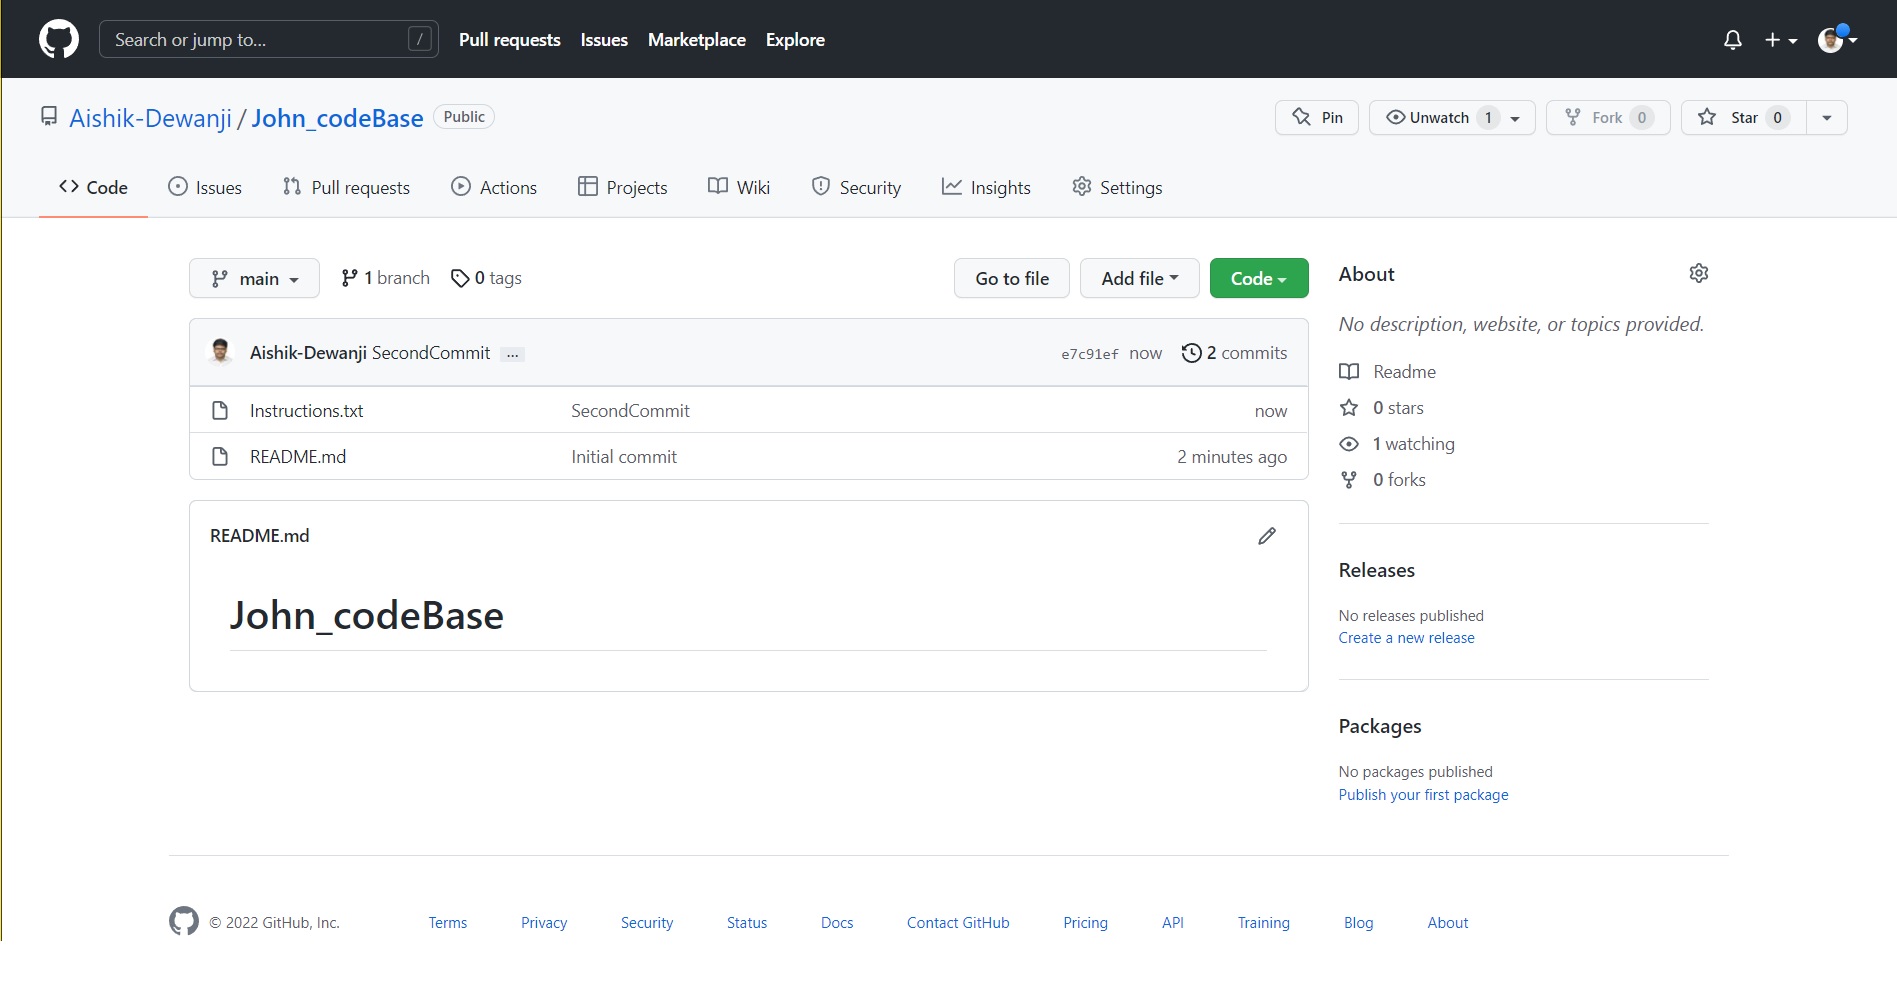 Search or jump to... /
Pull requests Issues Marketplace Explore
Aishik-Dewanji / John_codeBase Public
Pin Unwatch 1 Fork 0 Star 0
Code Issues Pull requests Actions Projects Wiki Security Insights Settings
main 1 branch 0 tags
Go to file Add file Code
Aishik-Dewanji SecondCommit ... e7c91ef now 2 commits
Instructions.txt SecondCommit now
README.md Initial commit 2 minutes ago
README.md
John_codeBase
About
No description, website, or topics provided.
Readme
0 stars
1 watching
0 forks
Releases
No releases published
Create a new release
Packages
No packages published
Publish your first package
© 2022 GitHub, Inc. Terms Privacy Security Status Docs Contact GitHub Pricing API Training Blog About